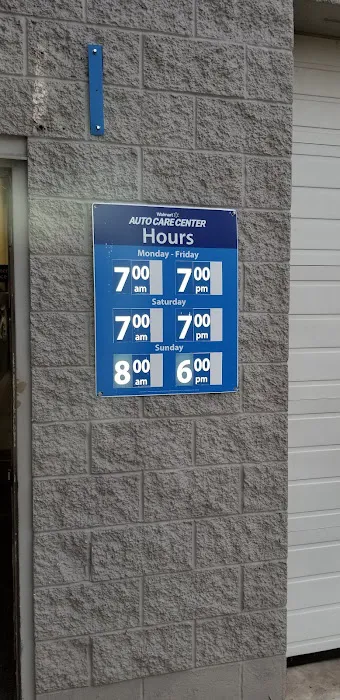 Walmart
AUTO CARE CENTER
Hours
Monday - Friday
7 00 am 7 00 pm
Saturday
7 00 am 7 00 pm
Sunday
8 00 am 6 00 pm